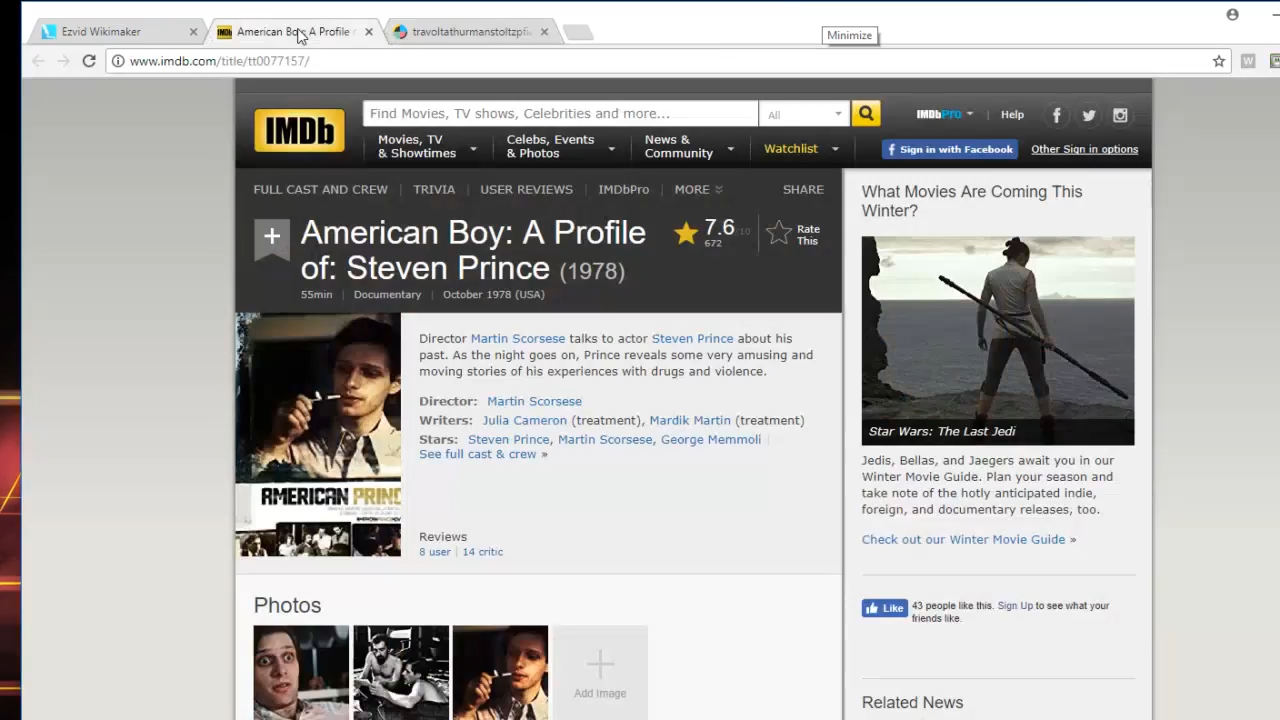 Ezvid Wikimaker
American Boy: A Profile
travoltathurmanstoltzpfi
Minimize
www.imdb.com/title/tt0077157/
W
IMDb
Find Movies, TV shows, Celebrities and more...
All
IMDbPro
Help
Movies, TV
& Showtimes
Celebs, Events
& Photos
News &
Community
Watchlist
Sign in with Facebook
Other Sign in options
FULL CAST AND CREW
TRIVIA
USER REVIEWS
IMDbPro
MORE
SHARE
American Boy: A Profile
of: Steven Prince (1978)
7.6/10
672
Rate
This
55min
Documentary
October 1978 (USA)
Director Martin Scorsese talks to actor Steven Prince about his
past. As the night goes on, Prince reveals some very amusing and
moving stories of his experiences with drugs and violence.
Director: Martin Scorsese
Writers: Julia Cameron (treatment), Mardik Martin (treatment)
Stars: Steven Prince, Martin Scorsese, George Memmoli
See full cast & crew »
AMERICAN PRINC
Reviews
8 user
14 critic
Photos
Add Image
What Movies Are Coming This
Winter?
Star Wars: The Last Jedi
Jedis, Bellas, and Jaegers await you in our
Winter Movie Guide. Plan your season and
take note of the hotly anticipated indie,
foreign, and documentary releases, too.
Check out our Winter Movie Guide »
Like
43 people like this. Sign Up to see what your
friends like.
Related News